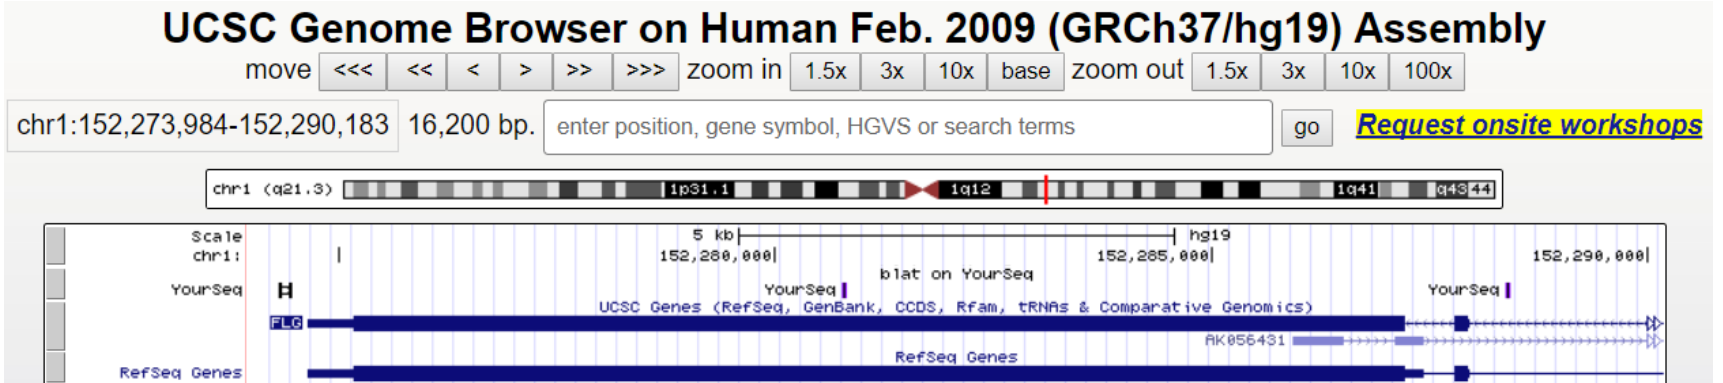 UCSC Genome Browser on Human Feb. 2009 (GRCh37/hg19) Assembly
move <<< << < > >> >>> zoom in 1.5x 3x 10x base zoom out 1.5x 3x 10x 100x
chr1:152,273,984-152,290,183 16,200 bp. enter position, gene symbol, HGVS or search terms go Request onsite workshops
chr1 (q21.3) 1p31.1 1q12 1q41 q43 44
Scale 5 kb hg19
chr1: 152,280,000 152,285,000 152,290,000
blat on YourSeq
YourSeq YourSeq YourSeq
UCSC Genes (RefSeq, GenBank, CCDS, Rfam, tRNAs & Comparative Genomics)
FLG
AK056431
RefSeq Genes
RefSeq Genes